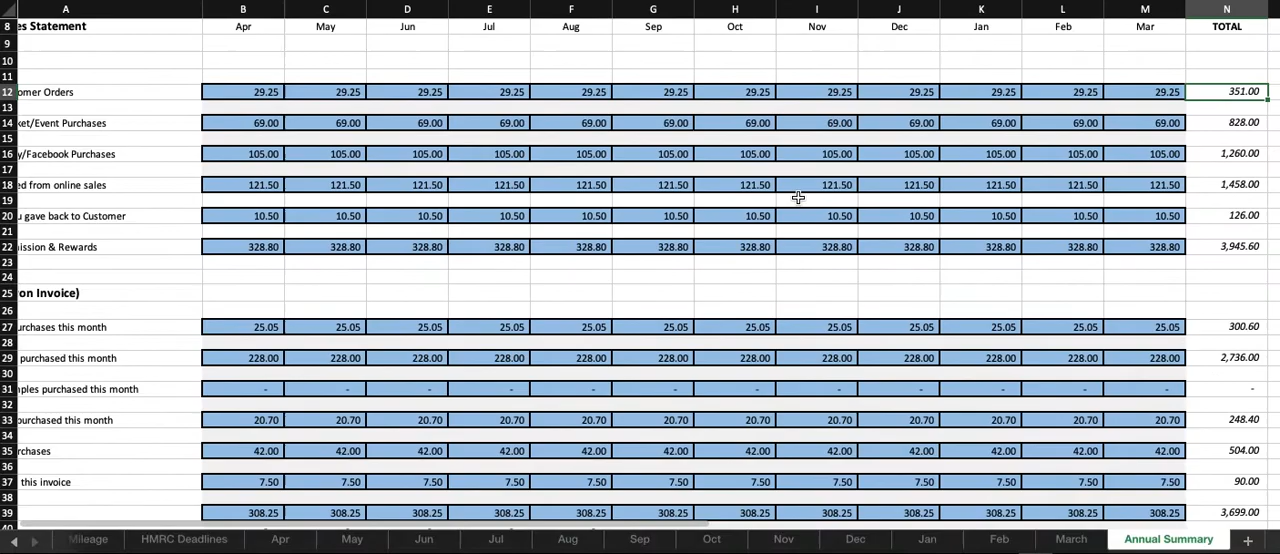 A B C D E F G H I J K L M N
8 es Statement Apr May Jun Jul Aug Sep Oct Nov Dec Jan Feb Mar TOTAL
9
10
11
12 omer Orders 29.25 29.25 29.25 29.25 29.25 29.25 29.25 29.25 29.25 29.25 29.25 29.25 351.00
13
14 ket/Event Purchases 69.00 69.00 69.00 69.00 69.00 69.00 69.00 69.00 69.00 69.00 69.00 69.00 828.00
15
16 y/Facebook Purchases 105.00 105.00 105.00 105.00 105.00 105.00 105.00 105.00 105.00 105.00 105.00 105.00 1,260.00
17
18 ed from online sales 121.50 121.50 121.50 121.50 121.50 121.50 121.50 121.50 121.50 121.50 121.50 121.50 1,458.00
19
20 u gave back to Customer 10.50 10.50 10.50 10.50 10.50 10.50 10.50 10.50 10.50 10.50 10.50 10.50 126.00
21
22 ission & Rewards 328.80 328.80 328.80 328.80 328.80 328.80 328.80 328.80 328.80 328.80 328.80 328.80 3,945.60
23
24
25 on Invoice)
26
27 urchases this month 25.05 25.05 25.05 25.05 25.05 25.05 25.05 25.05 25.05 25.05 25.05 25.05 300.60
28
29 purchased this month 228.00 228.00 228.00 228.00 228.00 228.00 228.00 228.00 228.00 228.00 228.00 228.00 2,736.00
30
31 nples purchased this month - - - - - - - - - - - - -
32
33 purchased this month 20.70 20.70 20.70 20.70 20.70 20.70 20.70 20.70 20.70 20.70 20.70 20.70 248.40
34
35 rchases 42.00 42.00 42.00 42.00 42.00 42.00 42.00 42.00 42.00 42.00 42.00 42.00 504.00
36
37 this invoice 7.50 7.50 7.50 7.50 7.50 7.50 7.50 7.50 7.50 7.50 7.50 7.50 90.00
38
39 308.25 308.25 308.25 308.25 308.25 308.25 308.25 308.25 308.25 308.25 308.25 308.25 3,699.00
40
Mileage HMRC Deadlines Apr May Jun Jul Aug Sep Oct Nov Dec Jan Feb March Annual Summary +